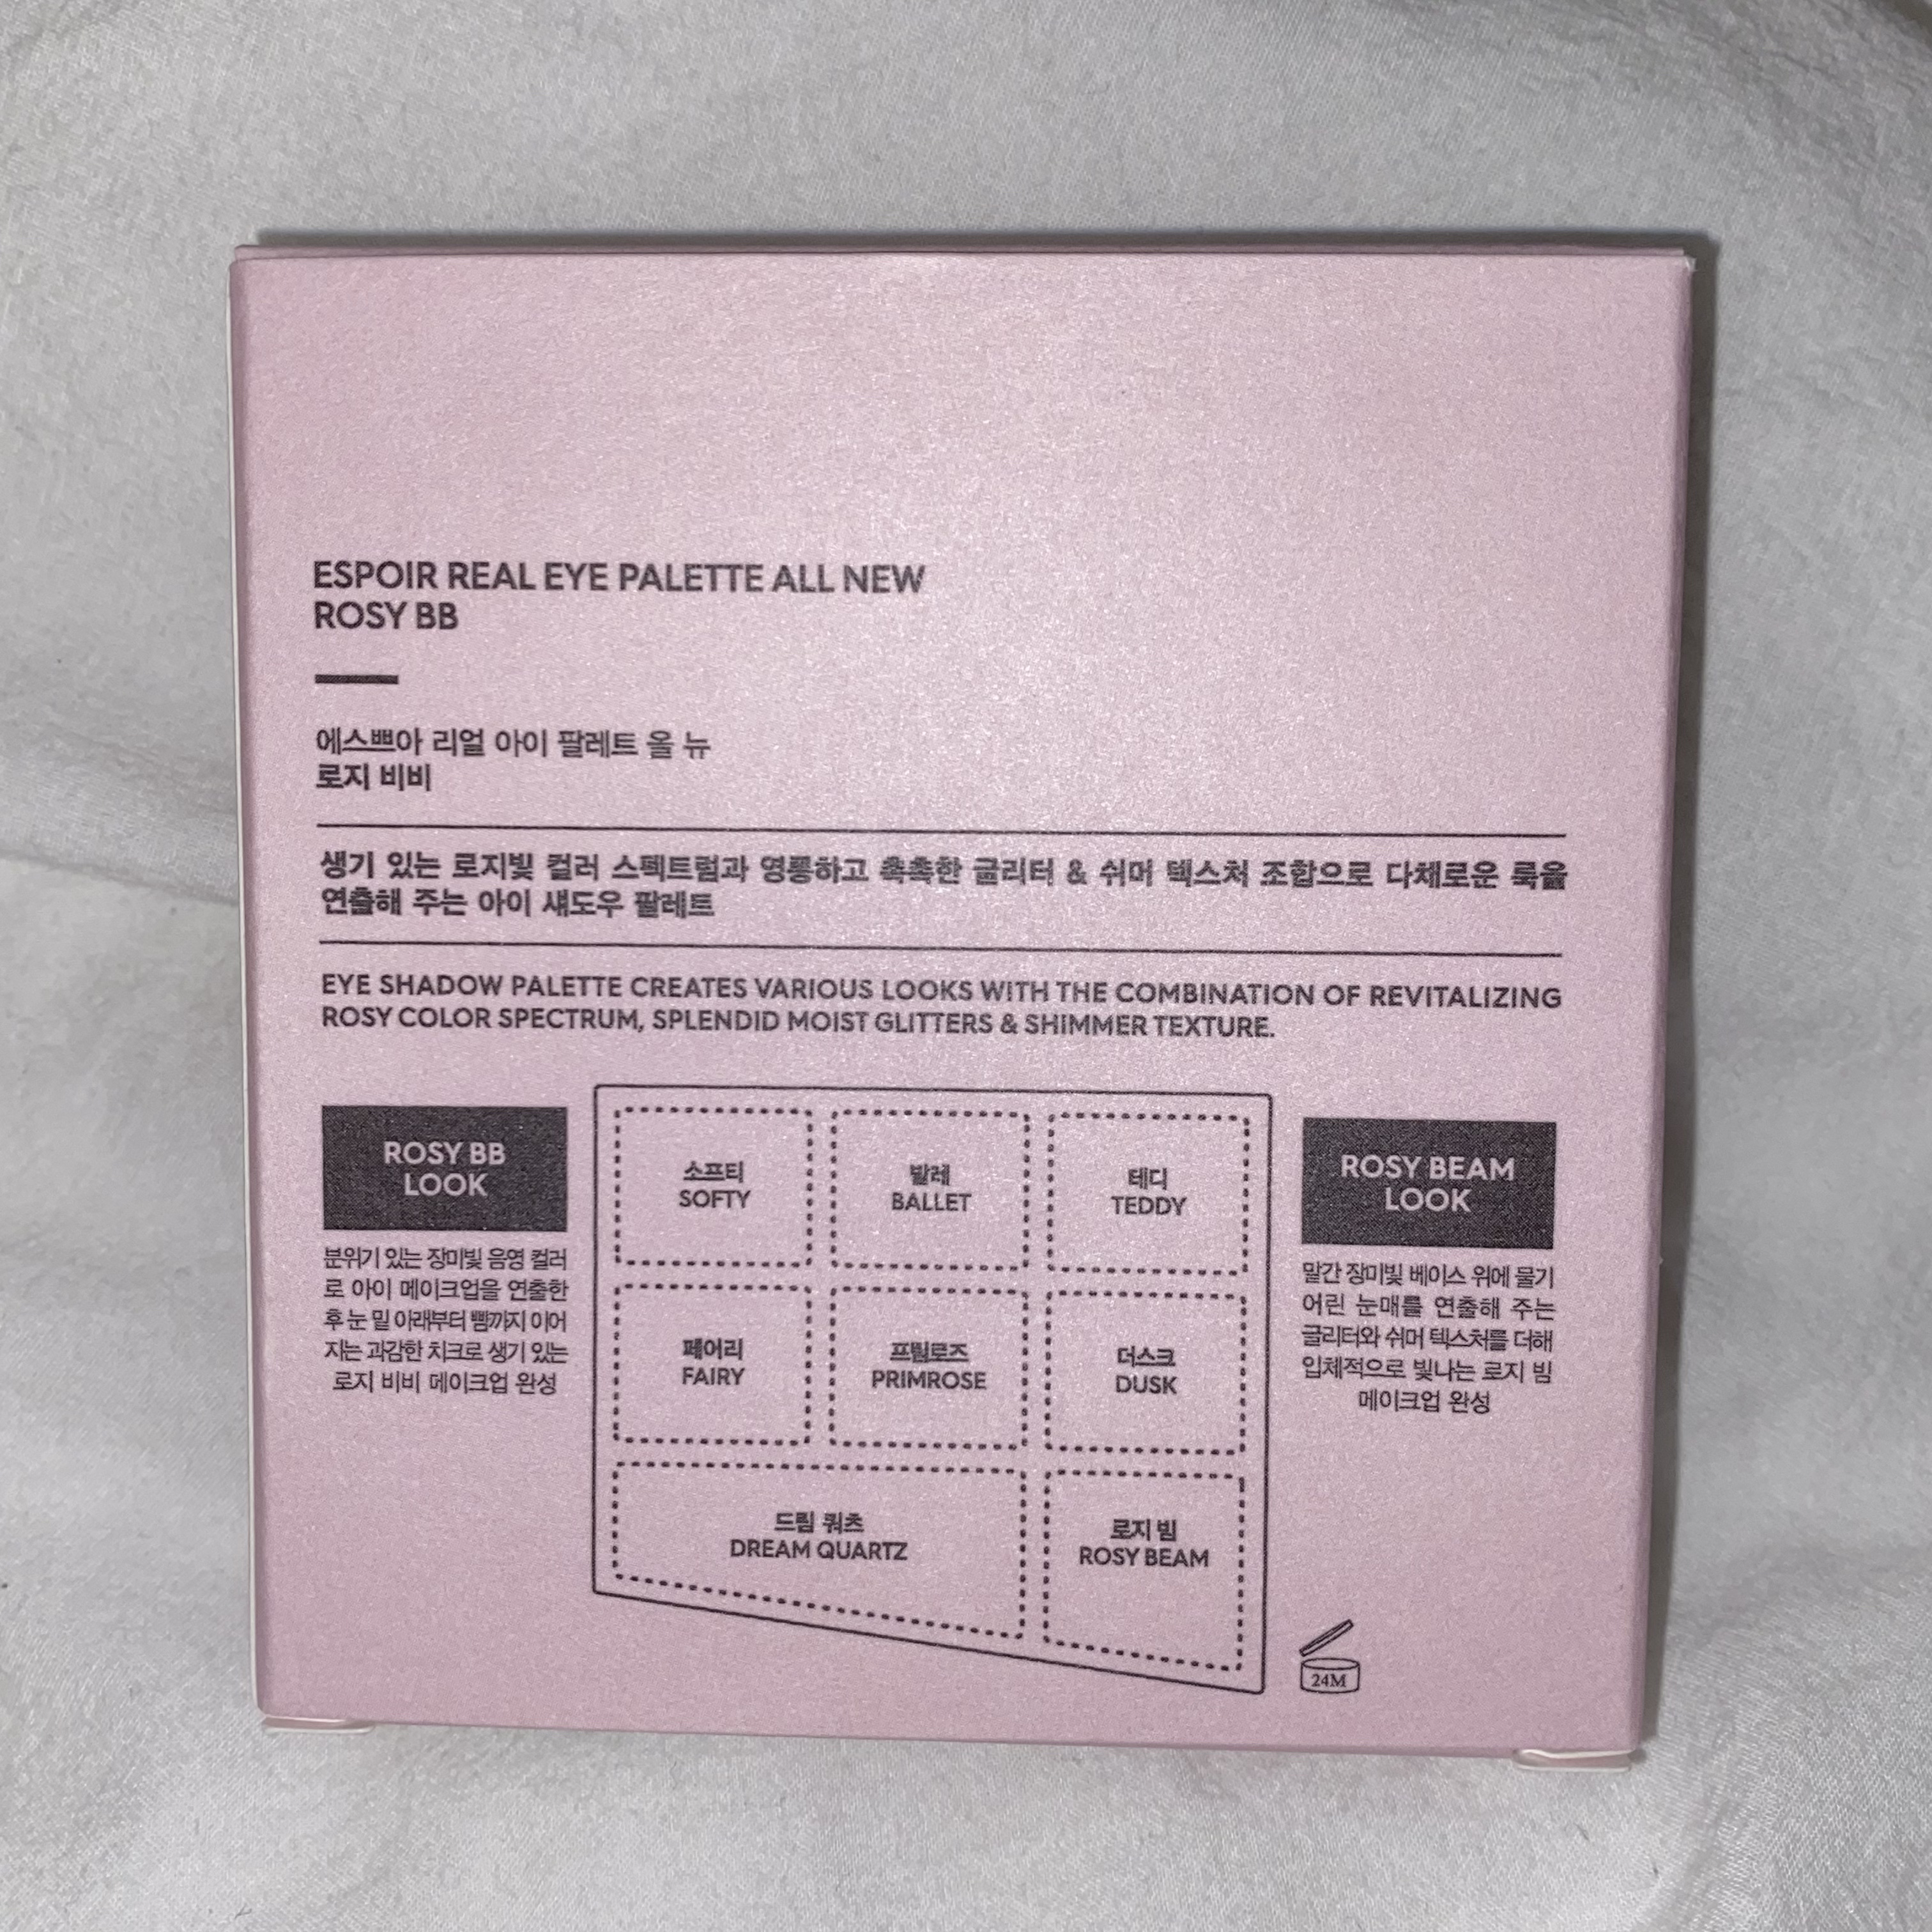 ESPOIR REAL EYE PALETTE ALL NEW
ROSY BB
에스쁘아 리얼 아이 팔레트 올 뉴
로지 비비
생기 있는 로지빛 컬러 스펙트럼과 영롱하고 촉촉한 글리터 & 쉬머 텍스처 조합으로 다채로운 룩을
연출해 주는 아이 섀도우 팔레트
EYE SHADOW PALETTE CREATES VARIOUS LOOKS WITH THE COMBINATION OF REVITALIZING
ROSY COLOR SPECTRUM, SPLENDID MOIST GLITTERS & SHIMMER TEXTURE.
ROSY BB
LOOK
분위기 있는 장미빛 음영 컬러
로 아이 메이크업을 연출한
후 눈 밑 아래부터 뺨까지 이어
지는 과감한 치크로 생기 있는
로지 비비 메이크업 완성
소프티
SOFTY
발레
BALLET
테디
TEDDY
페어리
FAIRY
프림로즈
PRIMROSE
더스크
DUSK
드림 쿼츠
DREAM QUARTZ
로지 빔
ROSY BEAM
ROSY BEAM
LOOK
말간 장미빛 베이스 위에 물기
어린 눈매를 연출해 주는
글리터와 쉬머 텍스처를 더해
입체적으로 빛나는 로지 빔
메이크업 완성
24M